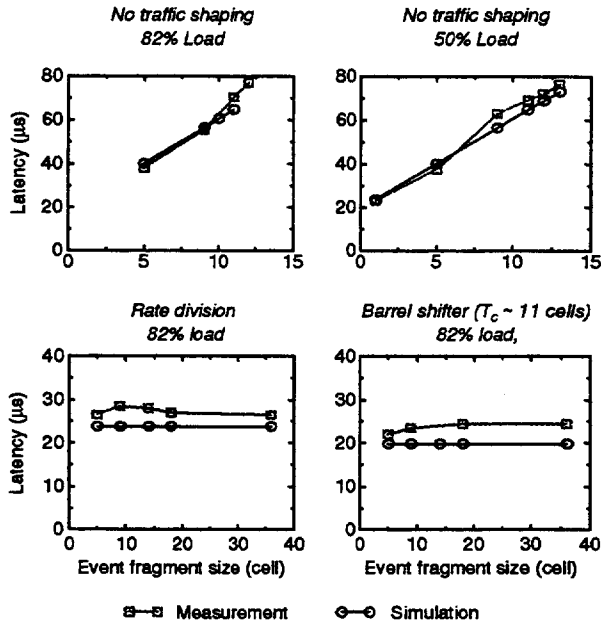 No traffic shaping
82% Load
No traffic shaping
50% Load
Latency (μs)
80
60
40
20
0
0 5 10 15
80
60
40
20
0
0 5 10 15
Rate division
82% load
Barrel shifter (Tc ~ 11 cells)
82% load,
Latency (μs)
40
30
20
10
0
0 10 20 30 40
Event fragment size (cell)
40
30
20
10
0
0 10 20 30 40
Event fragment size (cell)
Measurement
Simulation